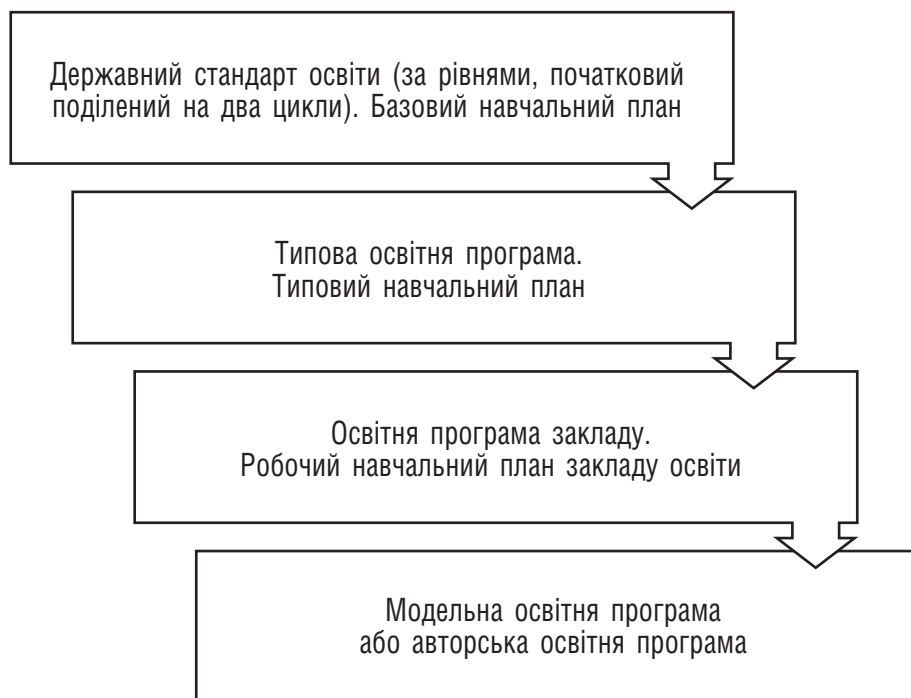 Державний стандарт освіти (за рівнями, початковий
поділений на два цикли). Базовий навчальний план
Типова освітня програма.
Типовий навчальний план
Освітня програма закладу.
Робочий навчальний план закладу освіти
Модельна освітня програма
або авторська освітня програма